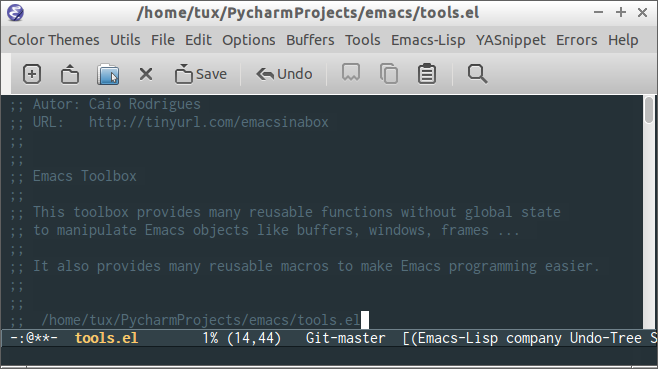 /home/tux/PycharmProjects/emacs/tools.el
Color Themes Utils File Edit Options Buffers Tools Emacs-Lisp YASnippet Errors Help
Save Undo
;; Autor: Caio Rodrigues
;; URL:   http://tinyurl.com/emacsinabox
;;
;;
;; Emacs Toolbox
;;
;; This toolbox provides many reusable functions without global state
;; to manipulate Emacs objects like buffers, windows, frames ...
;;
;; It also provides many reusable macros to make Emacs programming easier.
;;
;;
;;  /home/tux/PycharmProjects/emacs/tools.el
-:@**-  tools.el       1% (14,44)   Git-master  [(Emacs-Lisp company Undo-Tree S